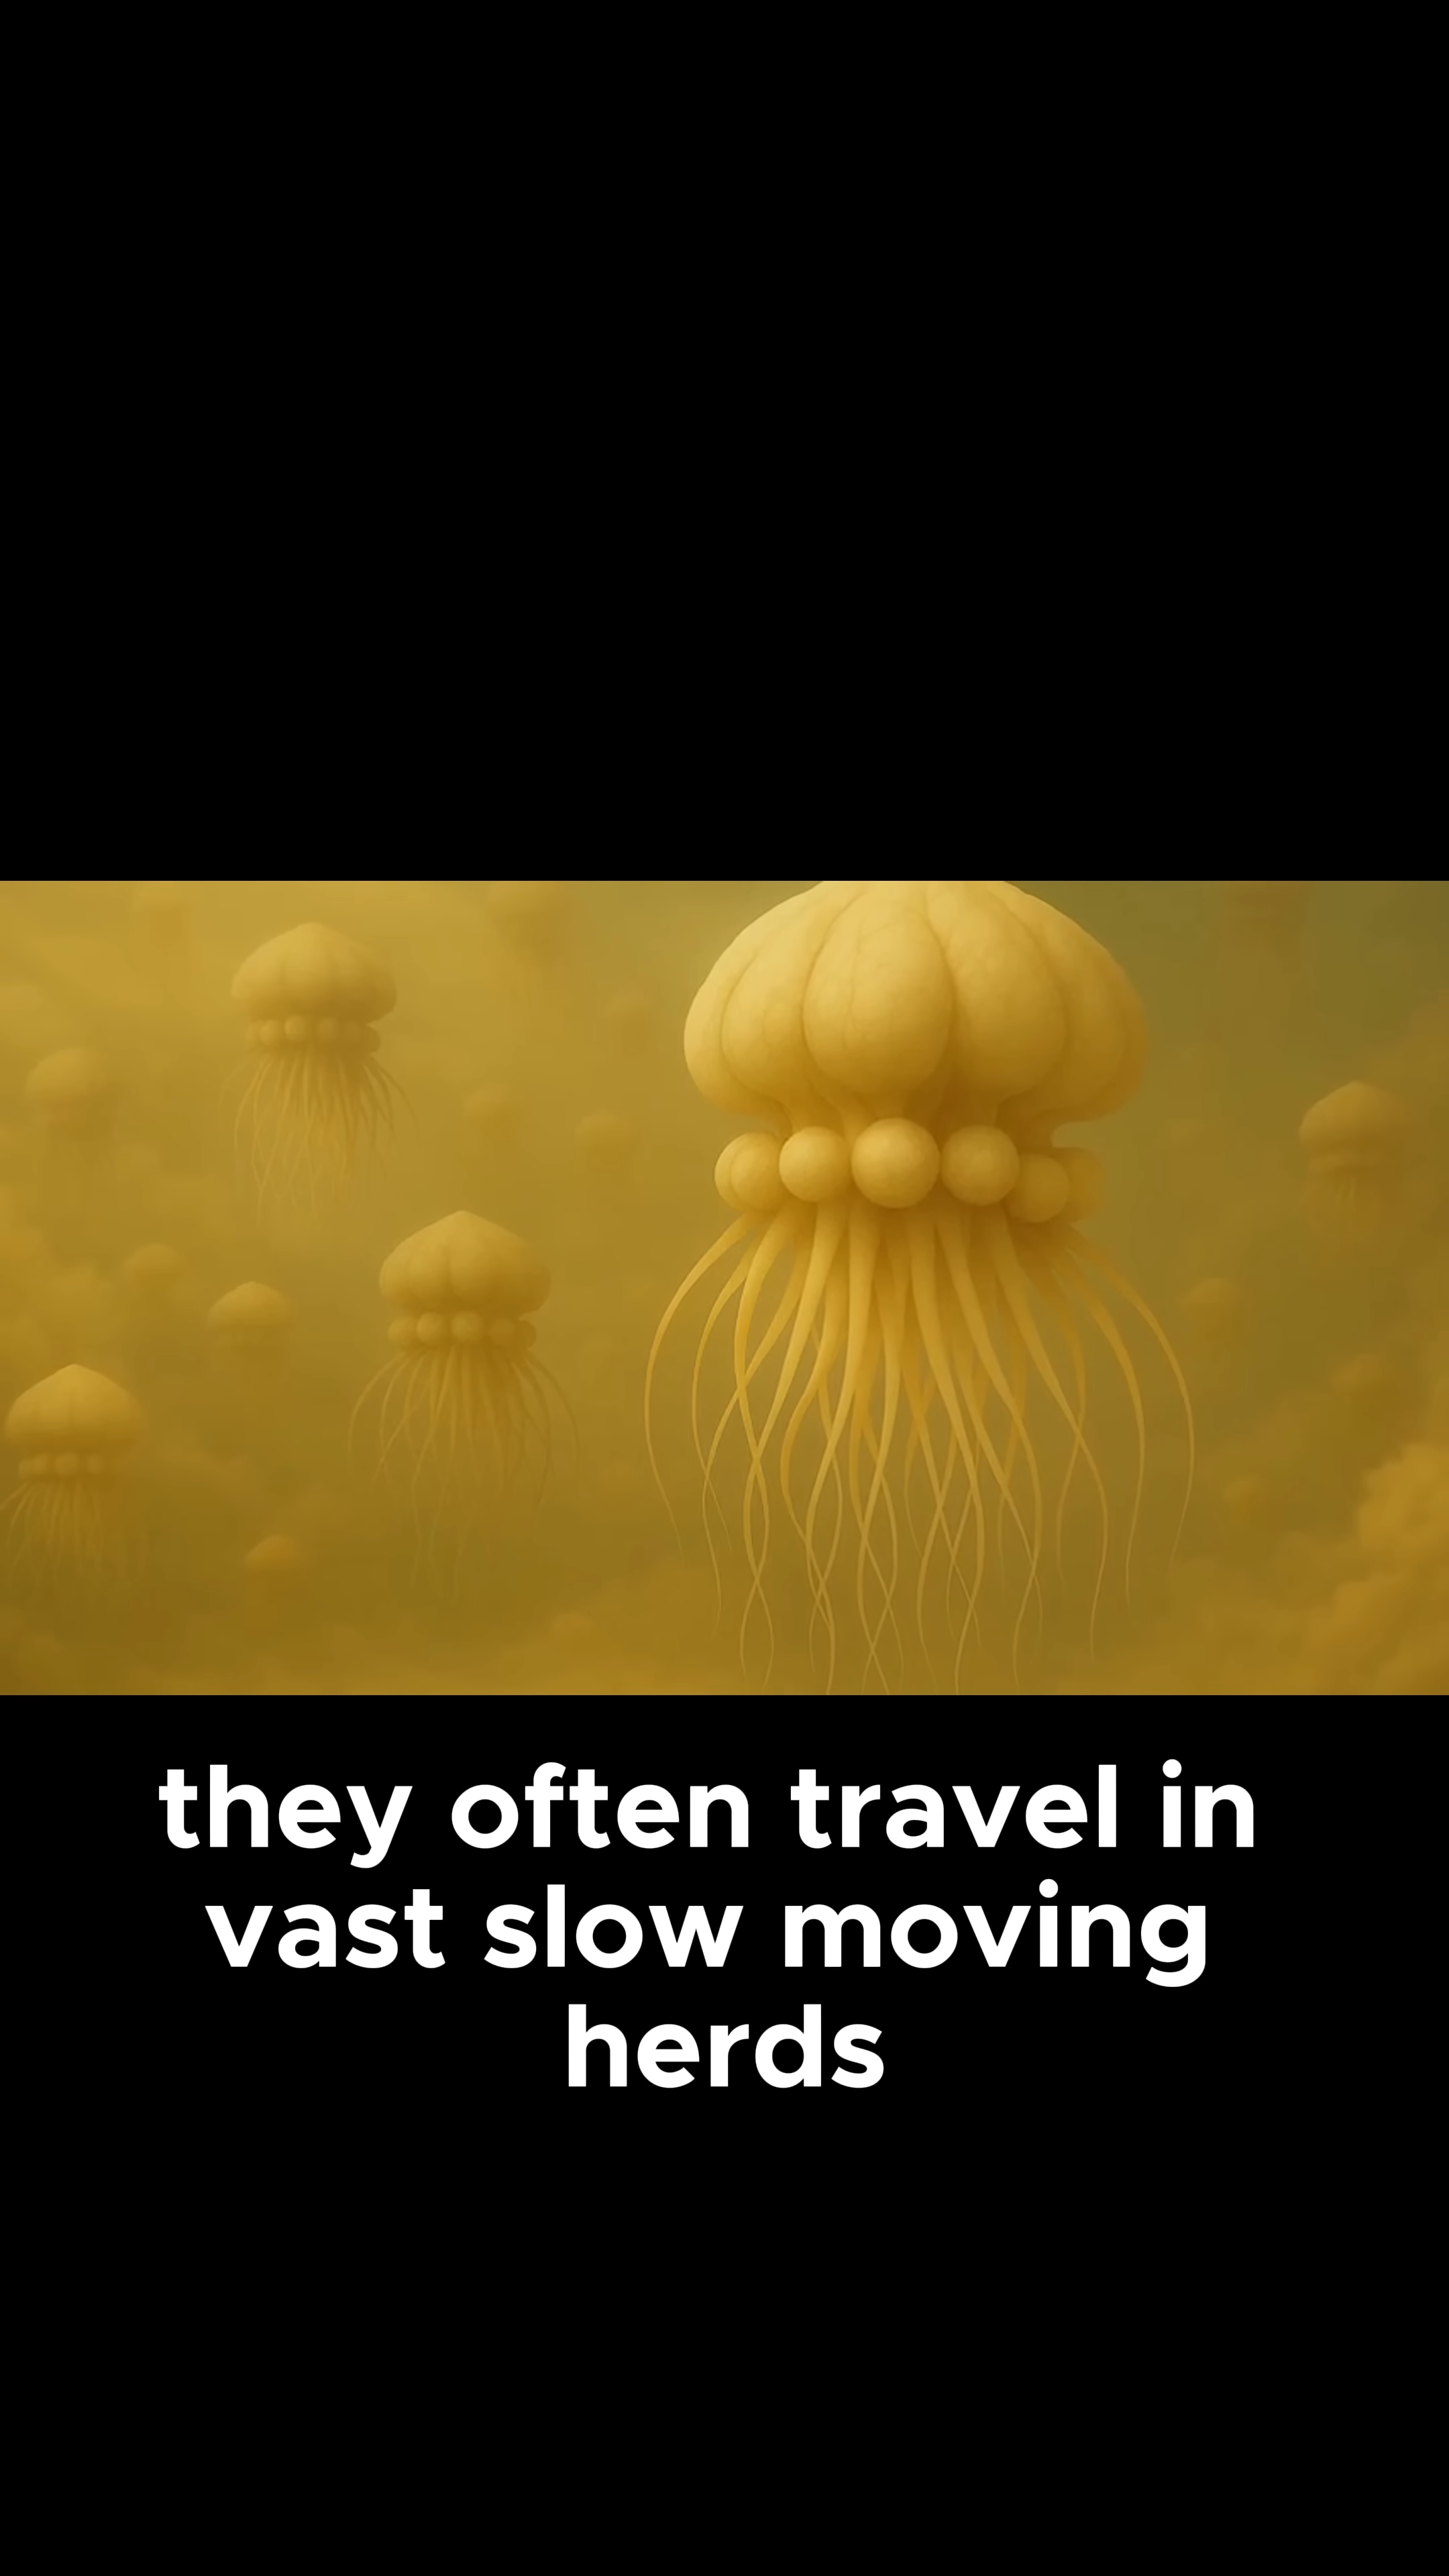 they often travel in
vast slow moving
herds